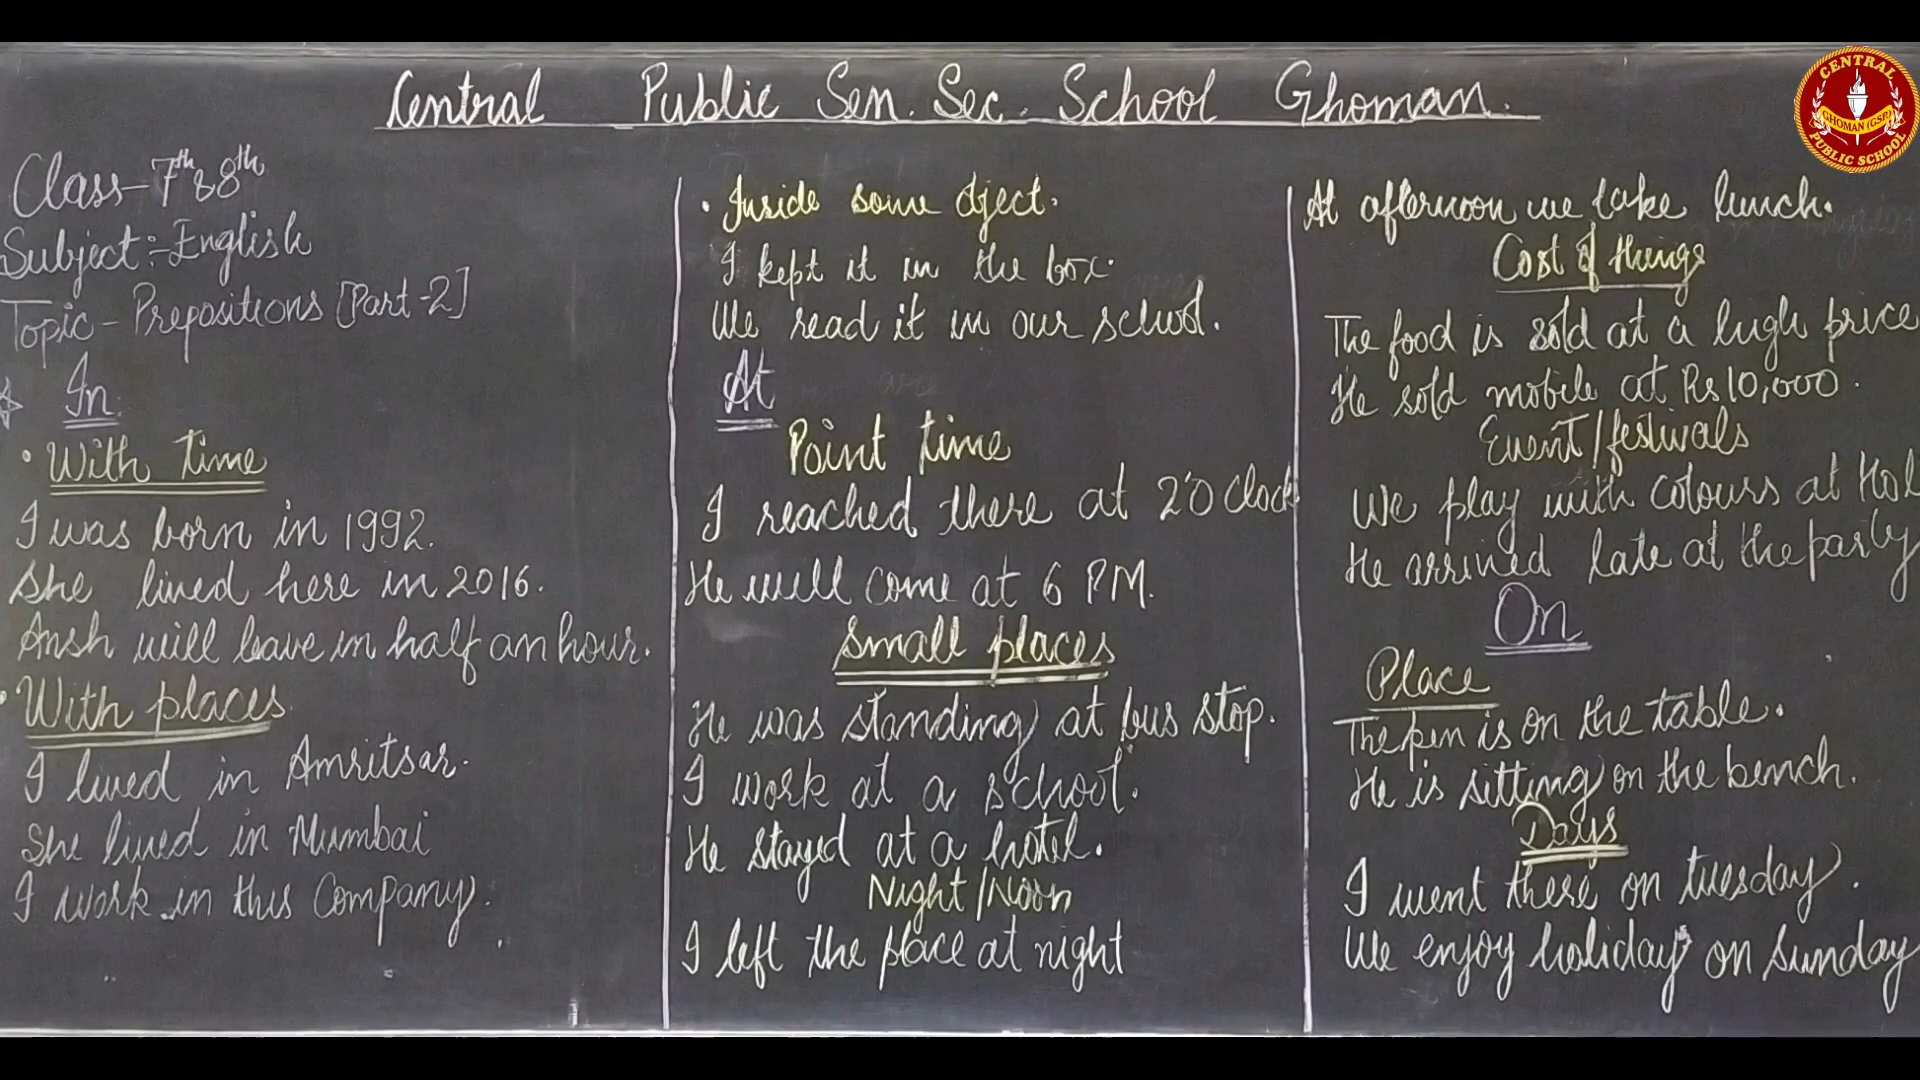 Central Public Sen. Sec. School Ghoman.
CENTRAL
GHOMAN (GSP)
PUBLIC SCHOOL
Class-7th & 8th
Subject:-English
Topic - Prepositions [Part-2]
In
• With time
I was born in 1992.
She lived here in 2016.
Ansh will leave in half an hour.
• With places
I lived in Amritsar.
She lived in Mumbai
I work in this Company.
• Inside some oject.
I kept it in the box.
We read it in our school.
At
Point time
I reached there at 2'O Clock
He will come at 6 PM.
Small places
He was standing at bus stop.
I work at a school.
He stayed at a hotel.
Night/Noon
I left the place at night
At afternoon we take lunch.
Cost of things
The food is sold at a high price
He sold mobile at Rs 10,000.
Event/festivals
We play with colours at Hol
He arrived late at the party
On
Place
The pen is on the table.
He is sitting on the bench.
Days
I went there on tuesday.
We enjoy holidays on sunday